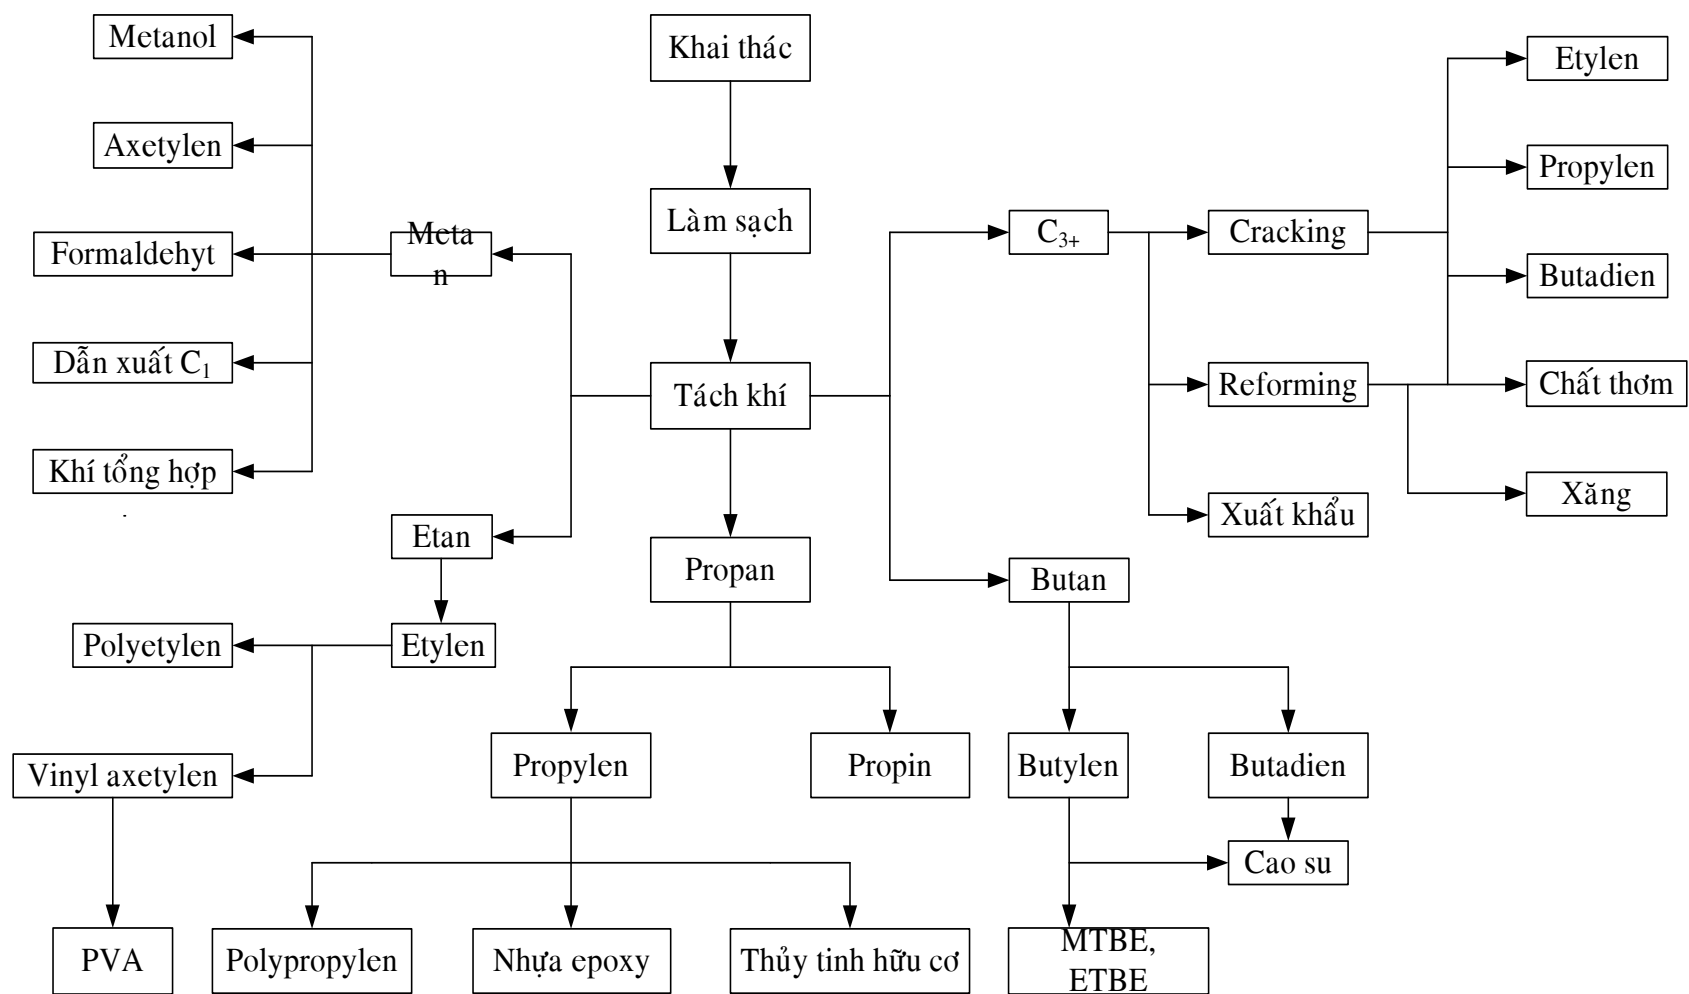 Metanol
Khai thác
Etylen
Axetylen
Propylen
Làm sạch
C3+
Cracking
Formaldehyt
Meta
n
Butadien
Dẫn xuất C1
Tách khí
Reforming
Chất thơm
Khí tổng hợp
Xăng
Xuất khẩu
Etan
Propan
Butan
Polyetylen
Etylen
Vinyl axetylen
Propylen
Propin
Butylen
Butadien
Cao su
PVA
Polypropylen
Nhựa epoxy
Thủy tinh hữu cơ
MTBE,
ETBE